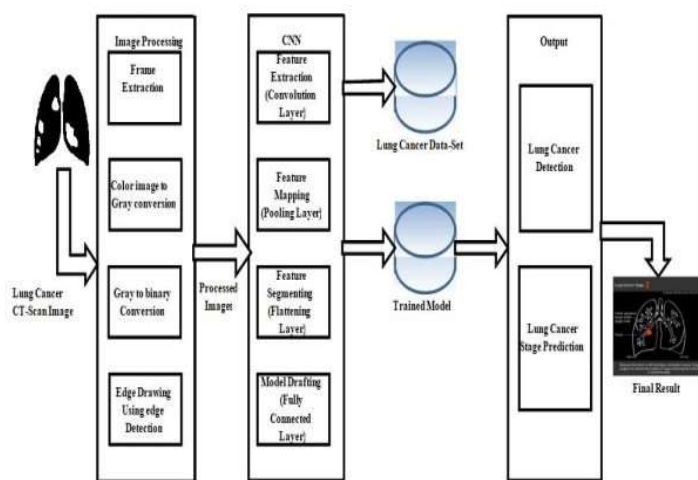 Image Processing
Frame
Extraction
Color image to
Gray conversion
Gray to binary
Conversion
Edge Drawing
Using edge
Detection
Lung Cancer
CT-Scan Image
Processed
Images
CNN
Feature
Extraction
(Convolution
Layer)
Feature
Mapping
(Pooling Layer)
Feature
Segmenting
(Flattening
Layer)
Model Drafting
(Fully
Connected
Layer)
Lung Cancer Data-Set
Trained Model
Output
Lung Cancer
Detection
Lung Cancer
Stage Prediction
Final Result